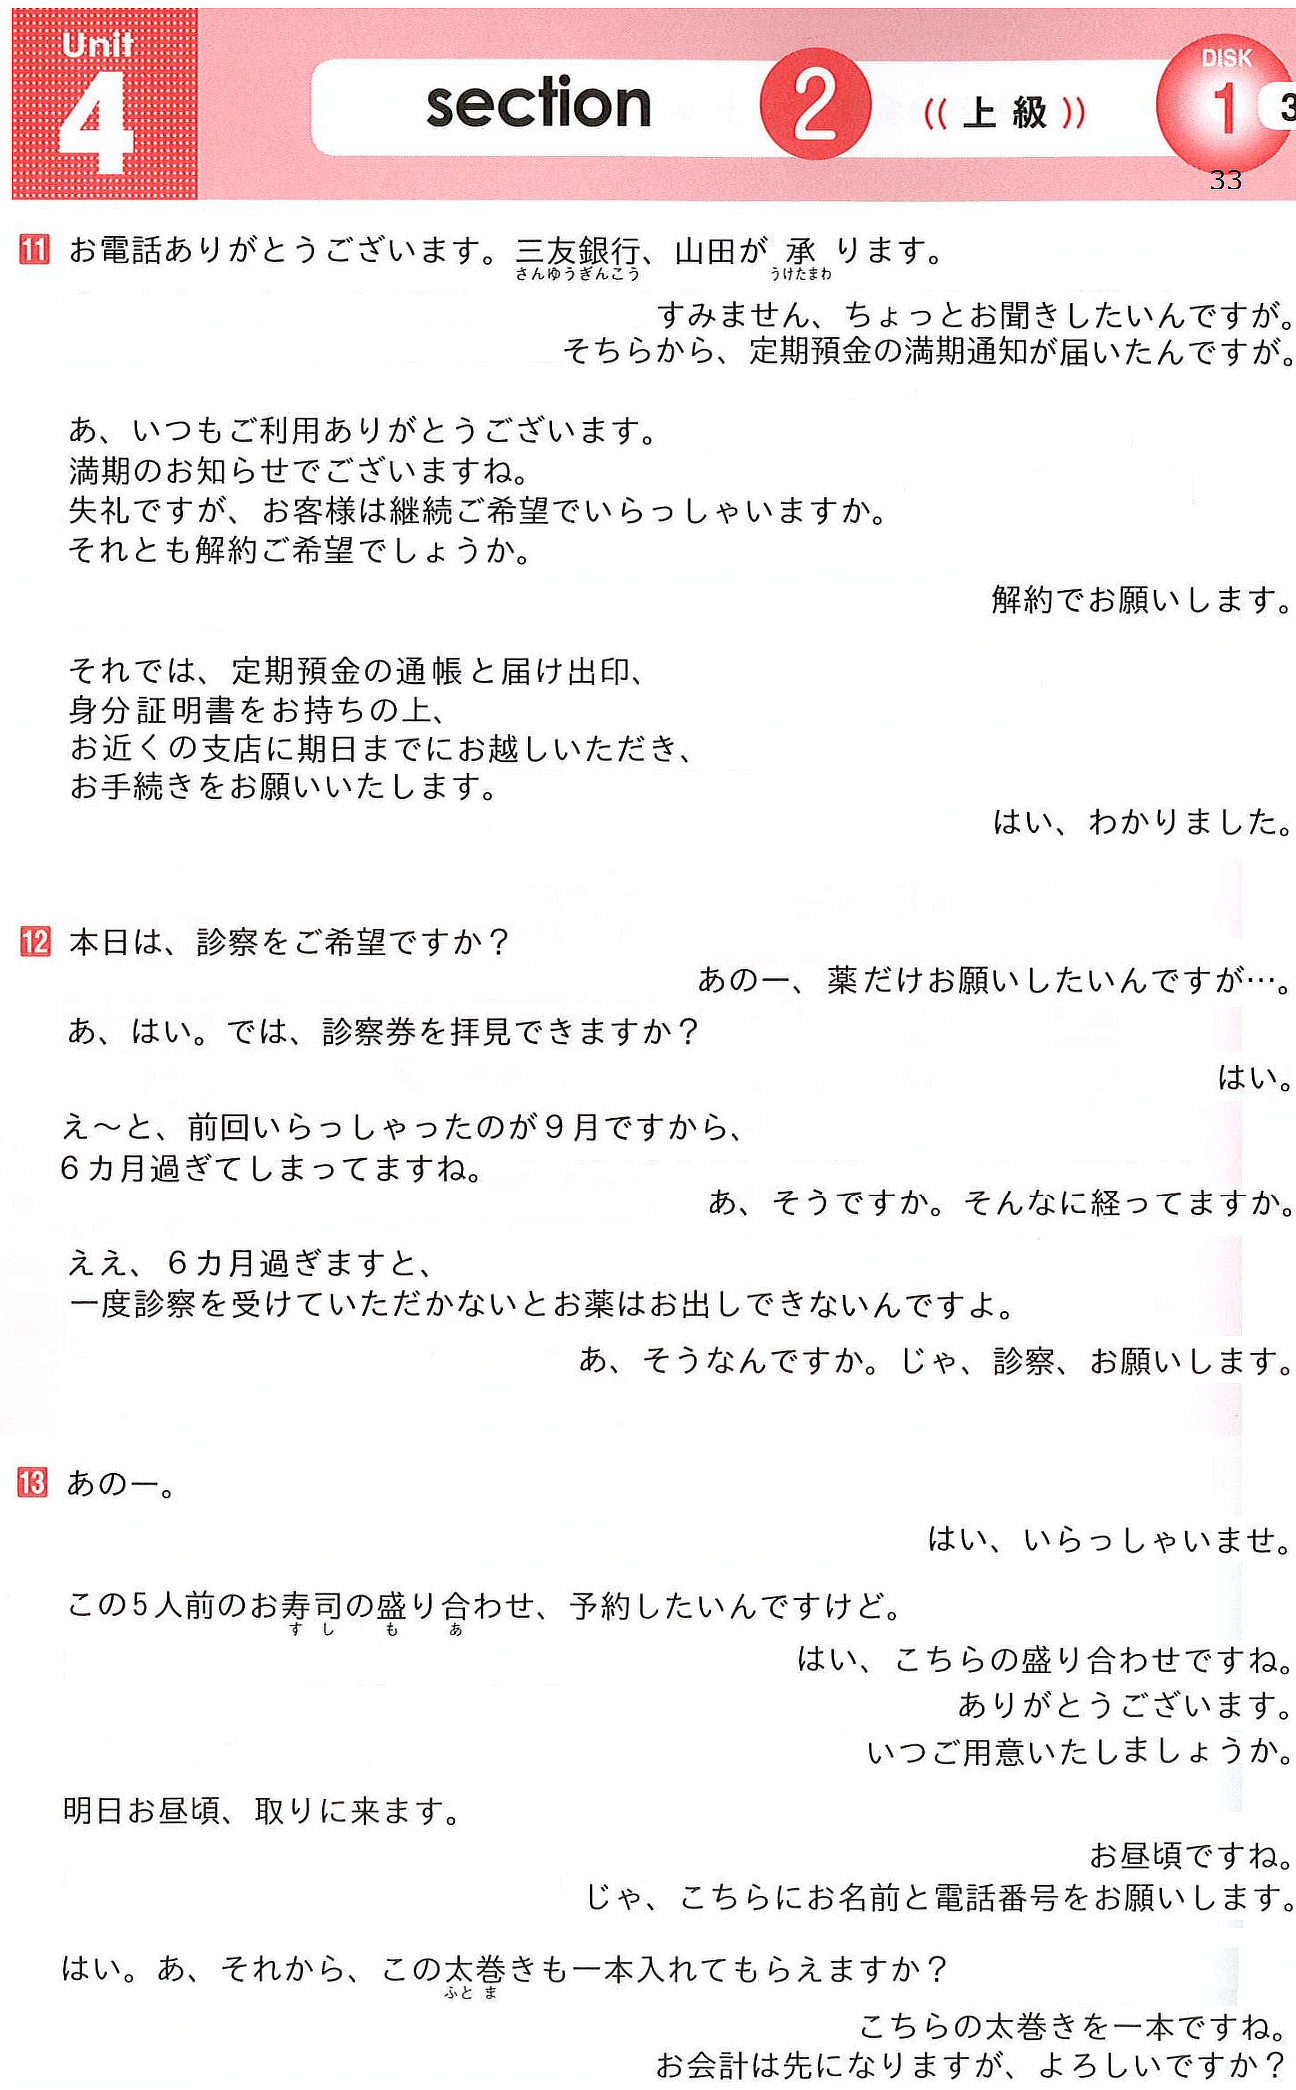 Unit
4
section 2 ((上級))
DISK
1 3
33
11 お電話ありがとうございます。三友銀行、山田が承ります。
さんゆうぎんこう うけたまわ
すみません、ちょっとお聞きしたいんですが。
そちらから、定期預金の満期通知が届いたんですが。
あ、いつもご利用ありがとうございます。
満期のお知らせでございますね。
失礼ですが、お客様は継続ご希望でいらっしゃいますか。
それとも解約ご希望でしょうか。
解約でお願いします。
それでは、定期預金の通帳と届け出印、
身分証明書をお持ちの上、
お近くの支店に期日までにお越しいただき、
お手続きをお願いいたします。
はい、わかりました。
12 本日は、診察をご希望ですか？
あのー、薬だけお願いしたいんですが…。
あ、はい。では、診察券を拝見できますか？
はい。
え〜と、前回いらっしゃったのが９月ですから、
６カ月過ぎてしまってますね。
あ、そうですか。そんなに経ってますか。
ええ、６カ月過ぎますと、
一度診察を受けていただかないとお薬はお出しできないんですよ。
あ、そうなんですか。じゃ、診察、お願いします。
13 あのー。
はい、いらっしゃいませ。
この5人前のお寿司の盛り合わせ、予約したいんですけど。
す し も あ
はい、こちらの盛り合わせですね。
ありがとうございます。
いつご用意いたしましょうか。
明日お昼頃、取りに来ます。
お昼頃ですね。
じゃ、こちらにお名前と電話番号をお願いします。
はい。あ、それから、この太巻きも一本入れてもらえますか？
ふと ま
こちらの太巻きを一本ですね。
お会計は先になりますが、よろしいですか？